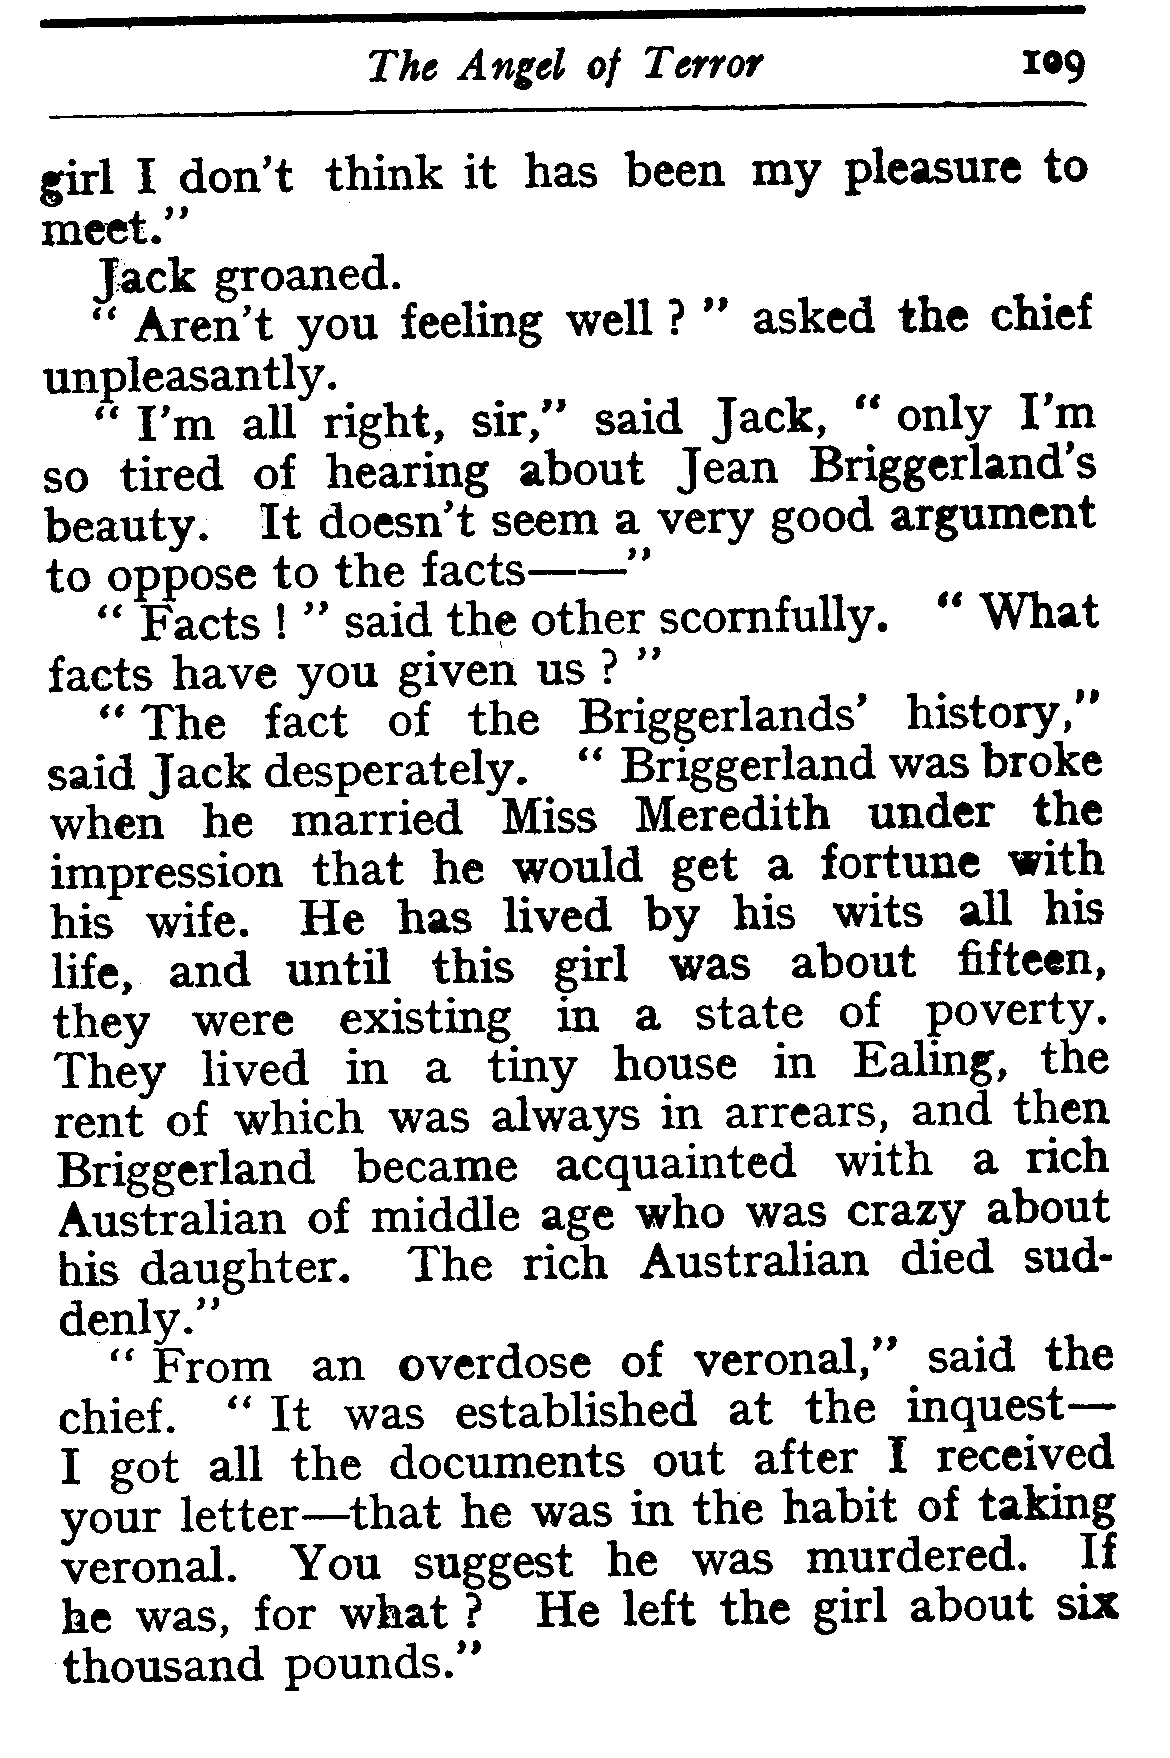 The Angel of Terror 109
girl I don't think it has been my pleasure to
meet."
Jack groaned.
" Aren't you feeling well ? " asked the chief
unpleasantly.
" I'm all right, sir," said Jack, " only I'm
so tired of hearing about Jean Briggerland's
beauty. It doesn't seem a very good argument
to oppose to the facts——"
" Facts ! " said the other scornfully. " What
facts have you given us ? "
" The fact of the Briggerlands' history,"
said Jack desperately. " Briggerland was broke
when he married Miss Meredith under the
impression that he would get a fortune with
his wife. He has lived by his wits all his
life, and until this girl was about fifteen,
they were existing in a state of poverty.
They lived in a tiny house in Ealing, the
rent of which was always in arrears, and then
Briggerland became acquainted with a rich
Australian of middle age who was crazy about
his daughter. The rich Australian died sud-
denly."
" From an overdose of veronal," said the
chief. " It was established at the inquest—
I got all the documents out after I received
your letter—that he was in the habit of taking
veronal. You suggest he was murdered. If
he was, for what ? He left the girl about six
thousand pounds."